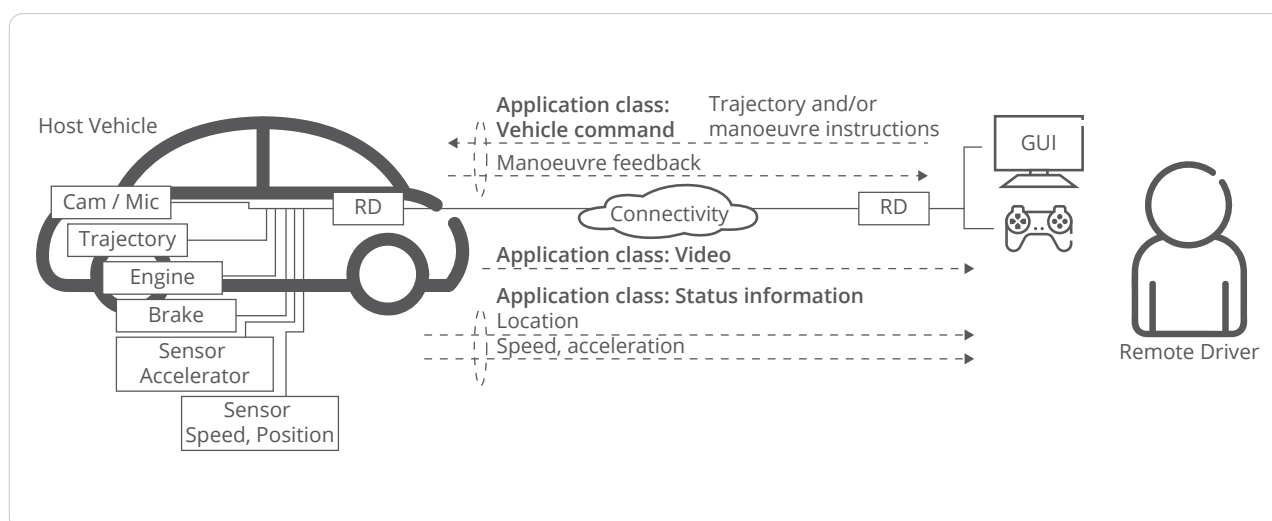 Host Vehicle
Cam / Mic
Trajectory
Engine
Brake
Sensor
Accelerator
Sensor
Speed, Position
RD
Application class:
Vehicle command
Trajectory and/or
manoeuvre instructions
Manoeuvre feedback
Connectivity
RD
GUI
Application class: Video
Application class: Status information
Location
Speed, acceleration
Remote Driver